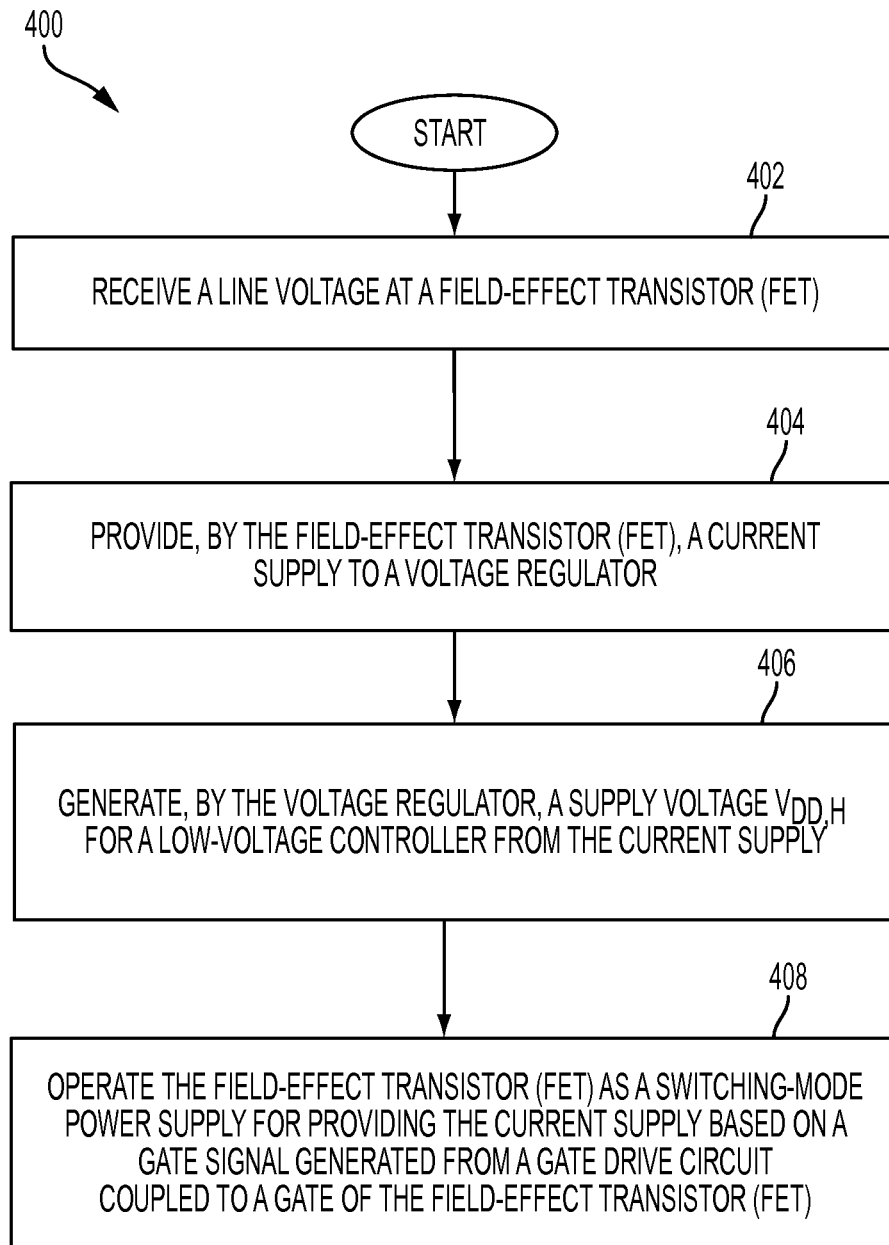 400
START
402
RECEIVE A LINE VOLTAGE AT A FIELD-EFFECT TRANSISTOR (FET)
404
PROVIDE, BY THE FIELD-EFFECT TRANSISTOR (FET), A CURRENT
SUPPLY TO A VOLTAGE REGULATOR
406
GENERATE, BY THE VOLTAGE REGULATOR, A SUPPLY VOLTAGE VDD,H
FOR A LOW-VOLTAGE CONTROLLER FROM THE CURRENT SUPPLY
408
OPERATE THE FIELD-EFFECT TRANSISTOR (FET) AS A SWITCHING-MODE
POWER SUPPLY FOR PROVIDING THE CURRENT SUPPLY BASED ON A
GATE SIGNAL GENERATED FROM A GATE DRIVE CIRCUIT
COUPLED TO A GATE OF THE FIELD-EFFECT TRANSISTOR (FET)